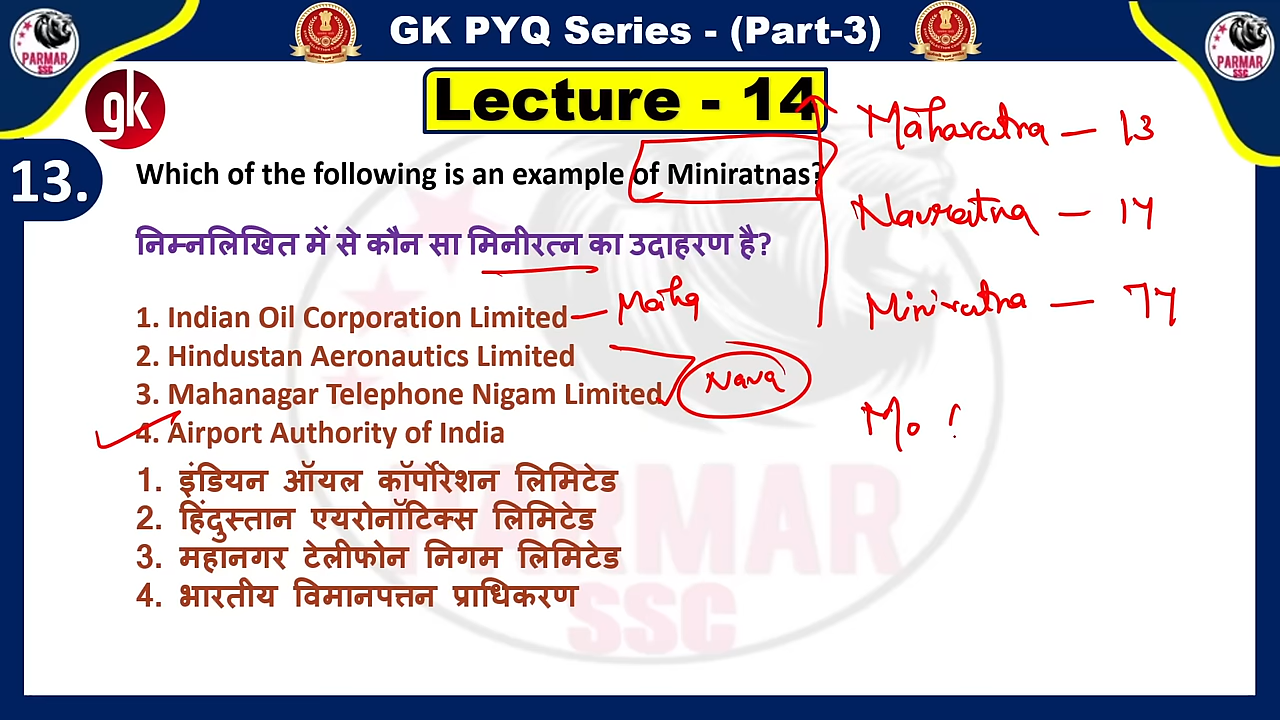 PARMAR
SSC
GK PYQ Series - (Part-3)
PARMAR
SSC
gk
Lecture - 14
Maharatna – 13
13.
Which of the following is an example of Miniratnas?
Navratna – 14
निम्नलिखित में से कौन सा मिनीरत्न का उदाहरण है?
Miniratna – 74
1. Indian Oil Corporation Limited – Maha
2. Hindustan Aeronautics Limited
3. Mahanagar Telephone Nigam Limited
Nava
4. Airport Authority of India
Mo
1. इंडियन ऑयल कॉर्पोरेशन लिमिटेड
2. हिंदुस्तान एयरोनॉटिक्स लिमिटेड
3. महानगर टेलीफोन निगम लिमिटेड
4. भारतीय विमानपत्तन प्राधिकरण
PARMAR
SSC